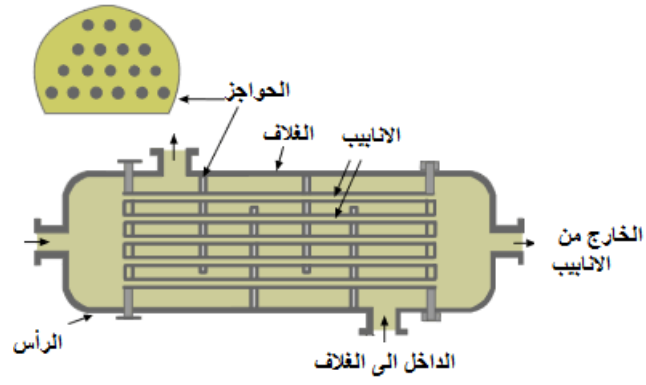 الحواجز
الغلاف
الانابيب
الخارج من
الانابيب
الرأس
الداخل الى الغلاف